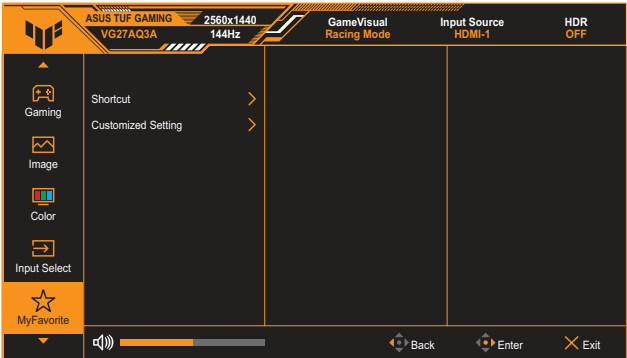 ASUS TUF GAMING 2560x1440
VG27AQ3A 144Hz
GameVisual
Racing Mode
Input Source
HDMI-1
HDR
OFF
Gaming
Image
Color
Input Select
MyFavorite
Shortcut
Customized Setting
Back
Enter
Exit